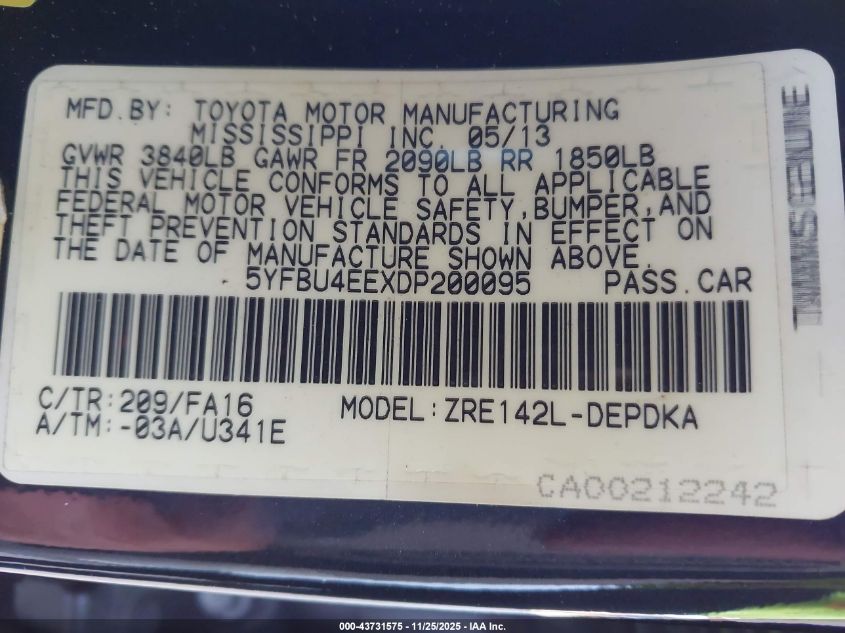 MFD.BY: TOYOTA MOTOR MANUFACTURING
MISSISSIPPI INC. 05/13
GVWR 3840LB GAWR FR 2090LB RR 1850LB
THIS VEHICLE CONFORMS TO ALL APPLICABLE
FEDERAL MOTOR VEHICLE SAFETY,BUMPER,AND
THEFT PREVENTION STANDARDS IN EFFECT ON
THE DATE OF MANUFACTURE SHOWN ABOVE.
5YFBU4EEXDP200095 PASS.CAR
C/TR:209/FA16 MODEL:ZRE142L-DEPDKA
A/TM:-03A/U341E
CA00212242
000-43731575 - 11/25/2025 - IAA Inc.